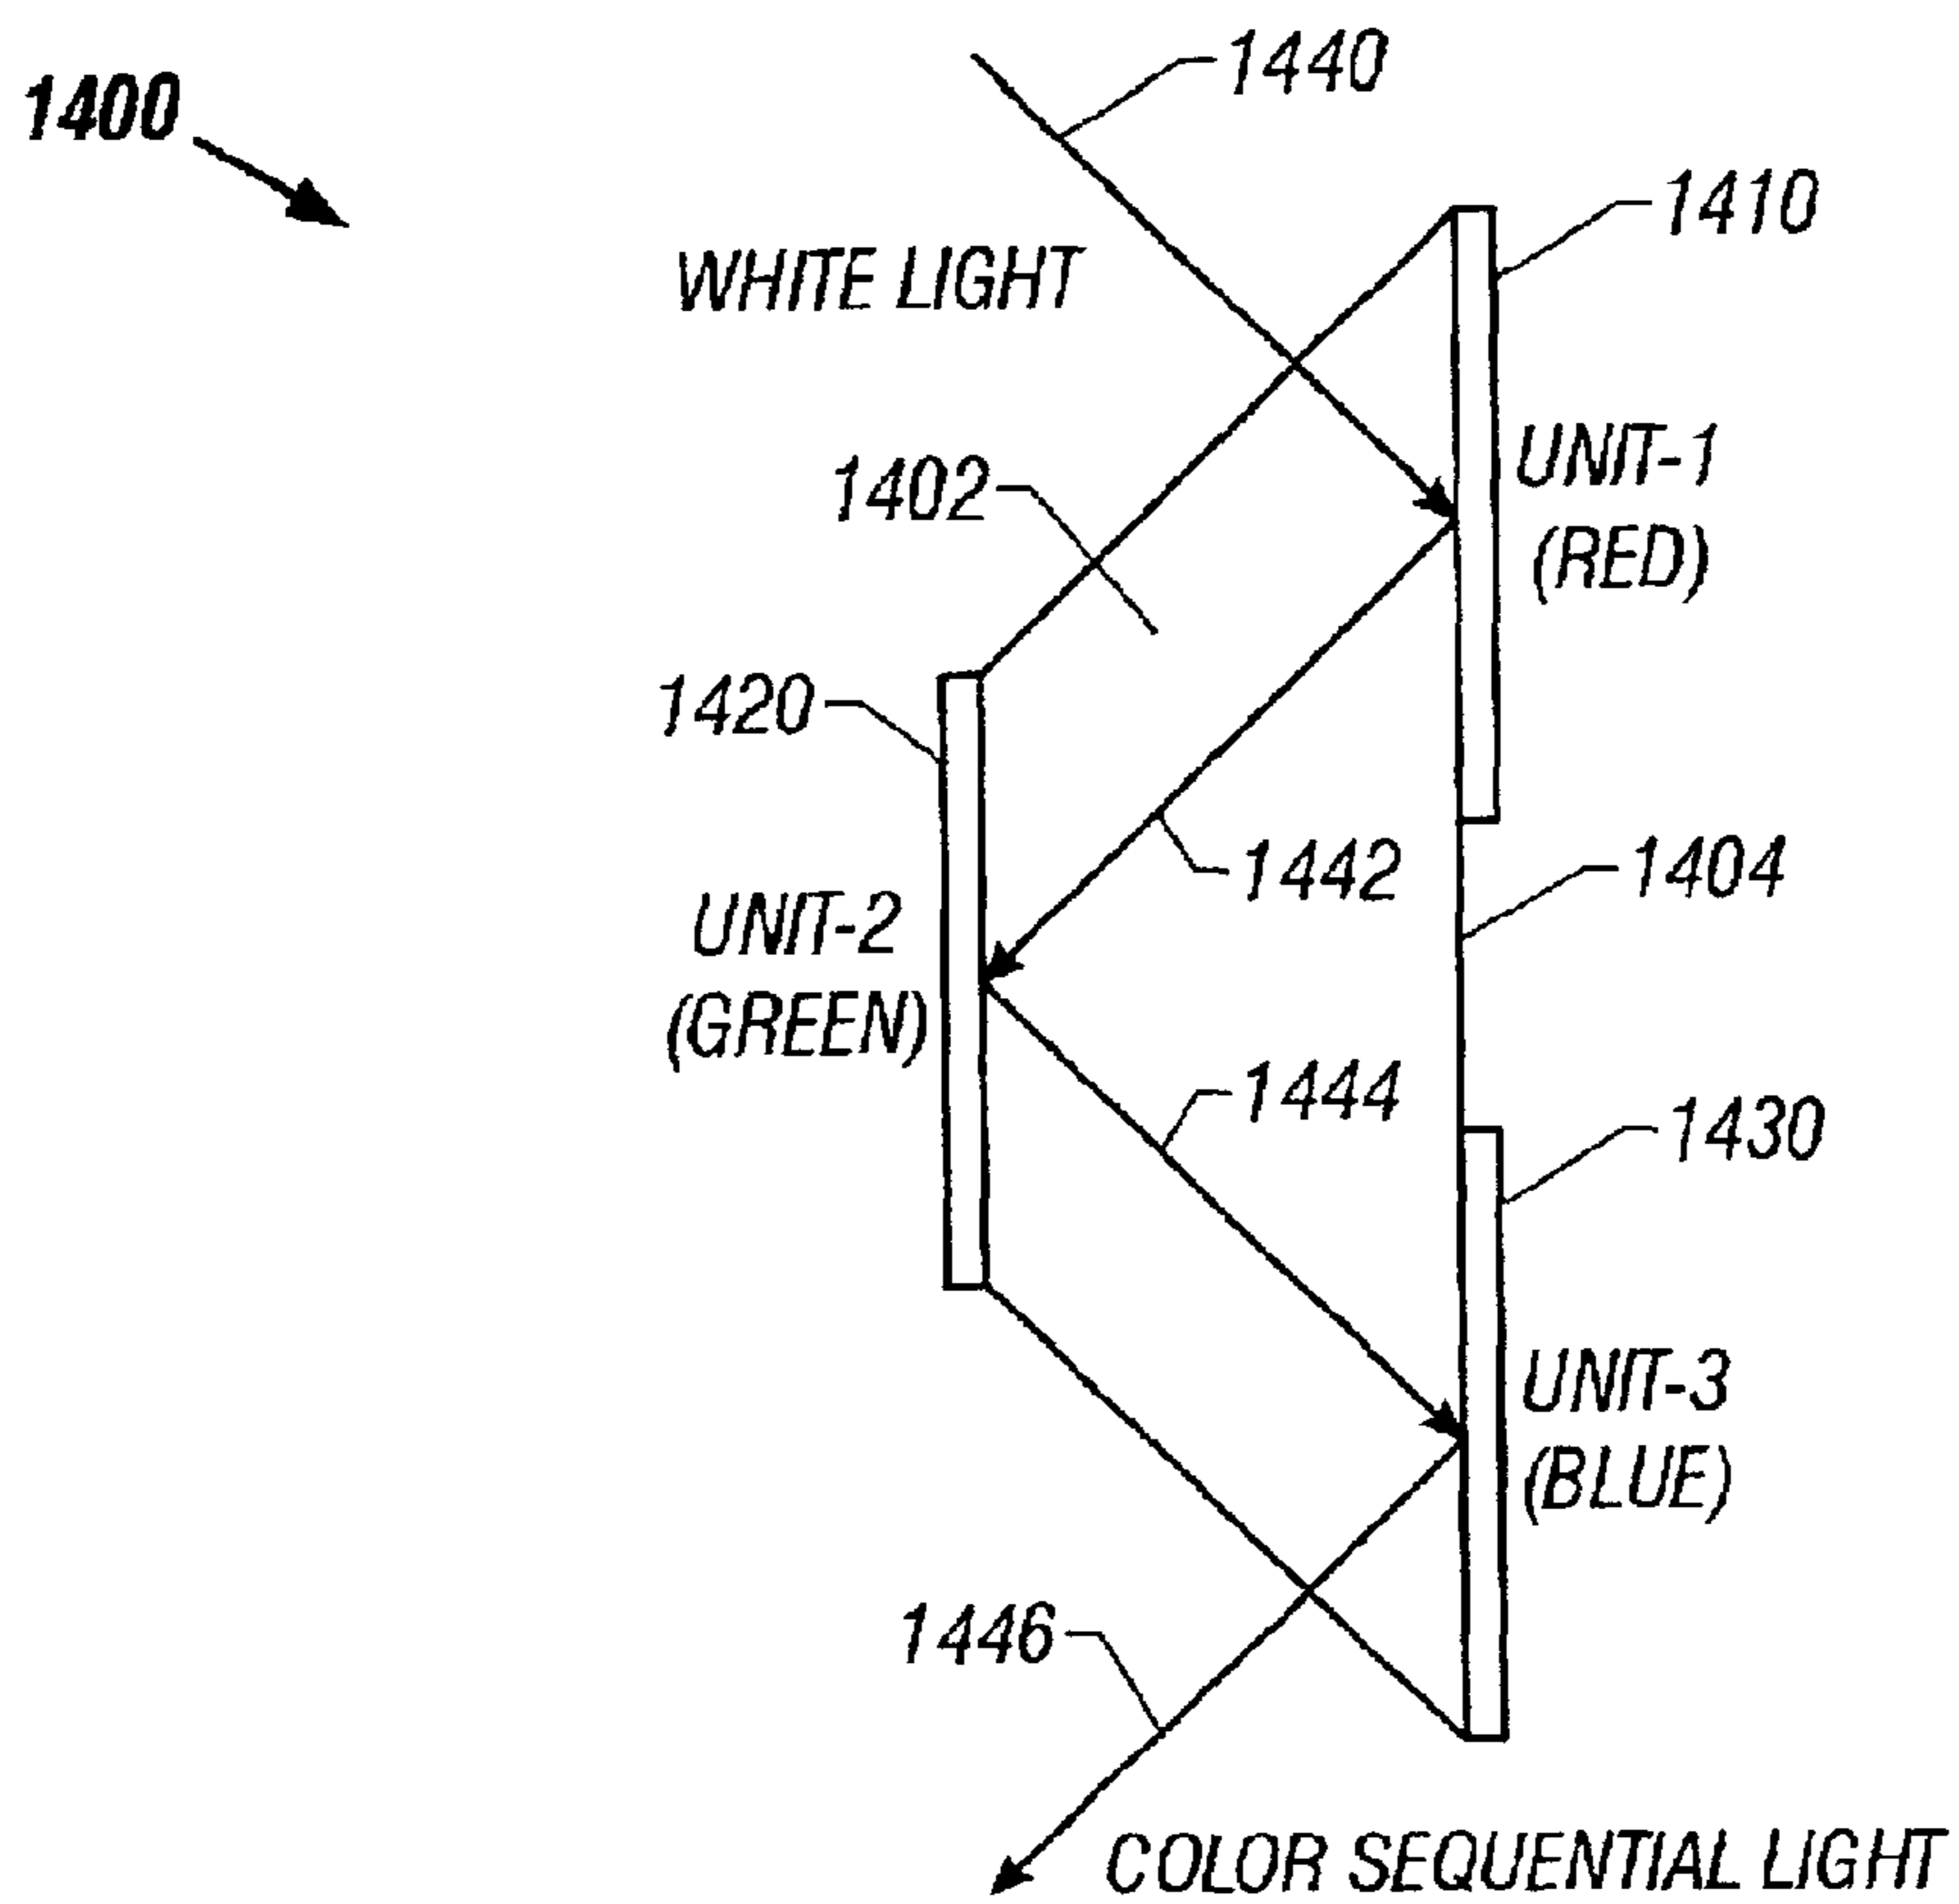 1440
1400
1410
WHITE LIGHT
UNIT-1
(RED)
1402
1420
1442
1404
UNIT-2
(GREEN)
1444
1430
UNIT-3
(BLUE)
1446
COLOR SEQUENTIAL LIGHT